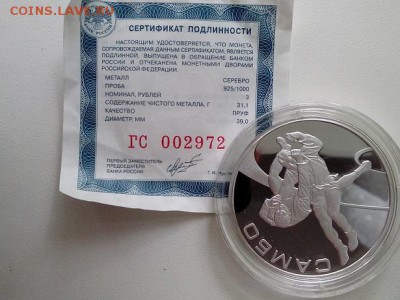 COINS.LAVE.RU
СЕРТИФИКАТ ПОДЛИННОСТИ
НАСТОЯЩИМ УДОСТОВЕРЯЕТСЯ, ЧТО МОНЕТА,
СОПРОВОЖДАЕМАЯ ДАННЫМ СЕРТИФИКАТОМ, ЯВЛЯЕТСЯ
ПОДЛИННОЙ, ВЫПУЩЕНА В ОБРАЩЕНИЕ БАНКОМ
РОССИИ И ОТЧЕКАНЕНА МОНЕТНЫМИ ДВОРАМИ
РОССИЙСКОЙ ФЕДЕРАЦИИ.
МЕТАЛЛ СЕРЕБРО
ПРОБА 925/1000
НОМИНАЛ, РУБЛЕЙ 3
СОДЕРЖАНИЕ ЧИСТОГО МЕТАЛЛА, Г 31,1
КАЧЕСТВО ПРУФ
ДИАМЕТР, ММ 39,0
ГС 002972
ПЕРВЫЙ ЗАМЕСТИТЕЛЬ
ПРЕДСЕДАТЕЛЯ
БАНКА РОССИИ
САМБО